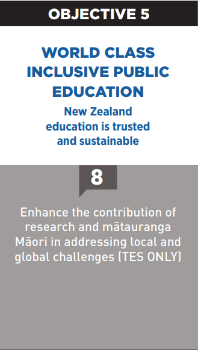 OBJECTIVE 5
WORLD CLASS
INCLUSIVE PUBLIC
EDUCATION
New Zealand
education is trusted
and sustainable
8
Enhance the contribution of
research and mātauranga
Māori in addressing local and
global challenges (TES ONLY)